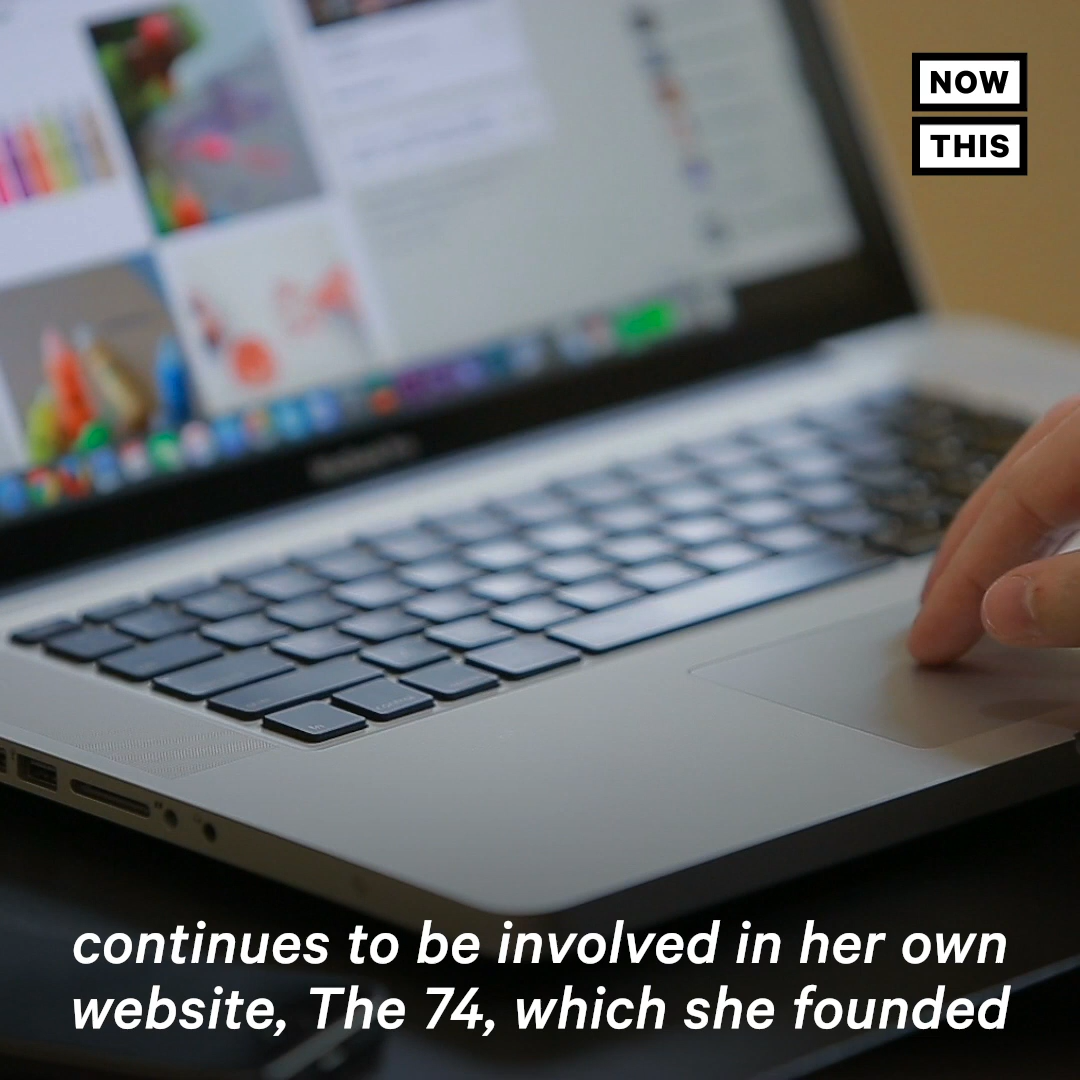 NOW
THIS
continues to be involved in her own
website, The 74, which she founded